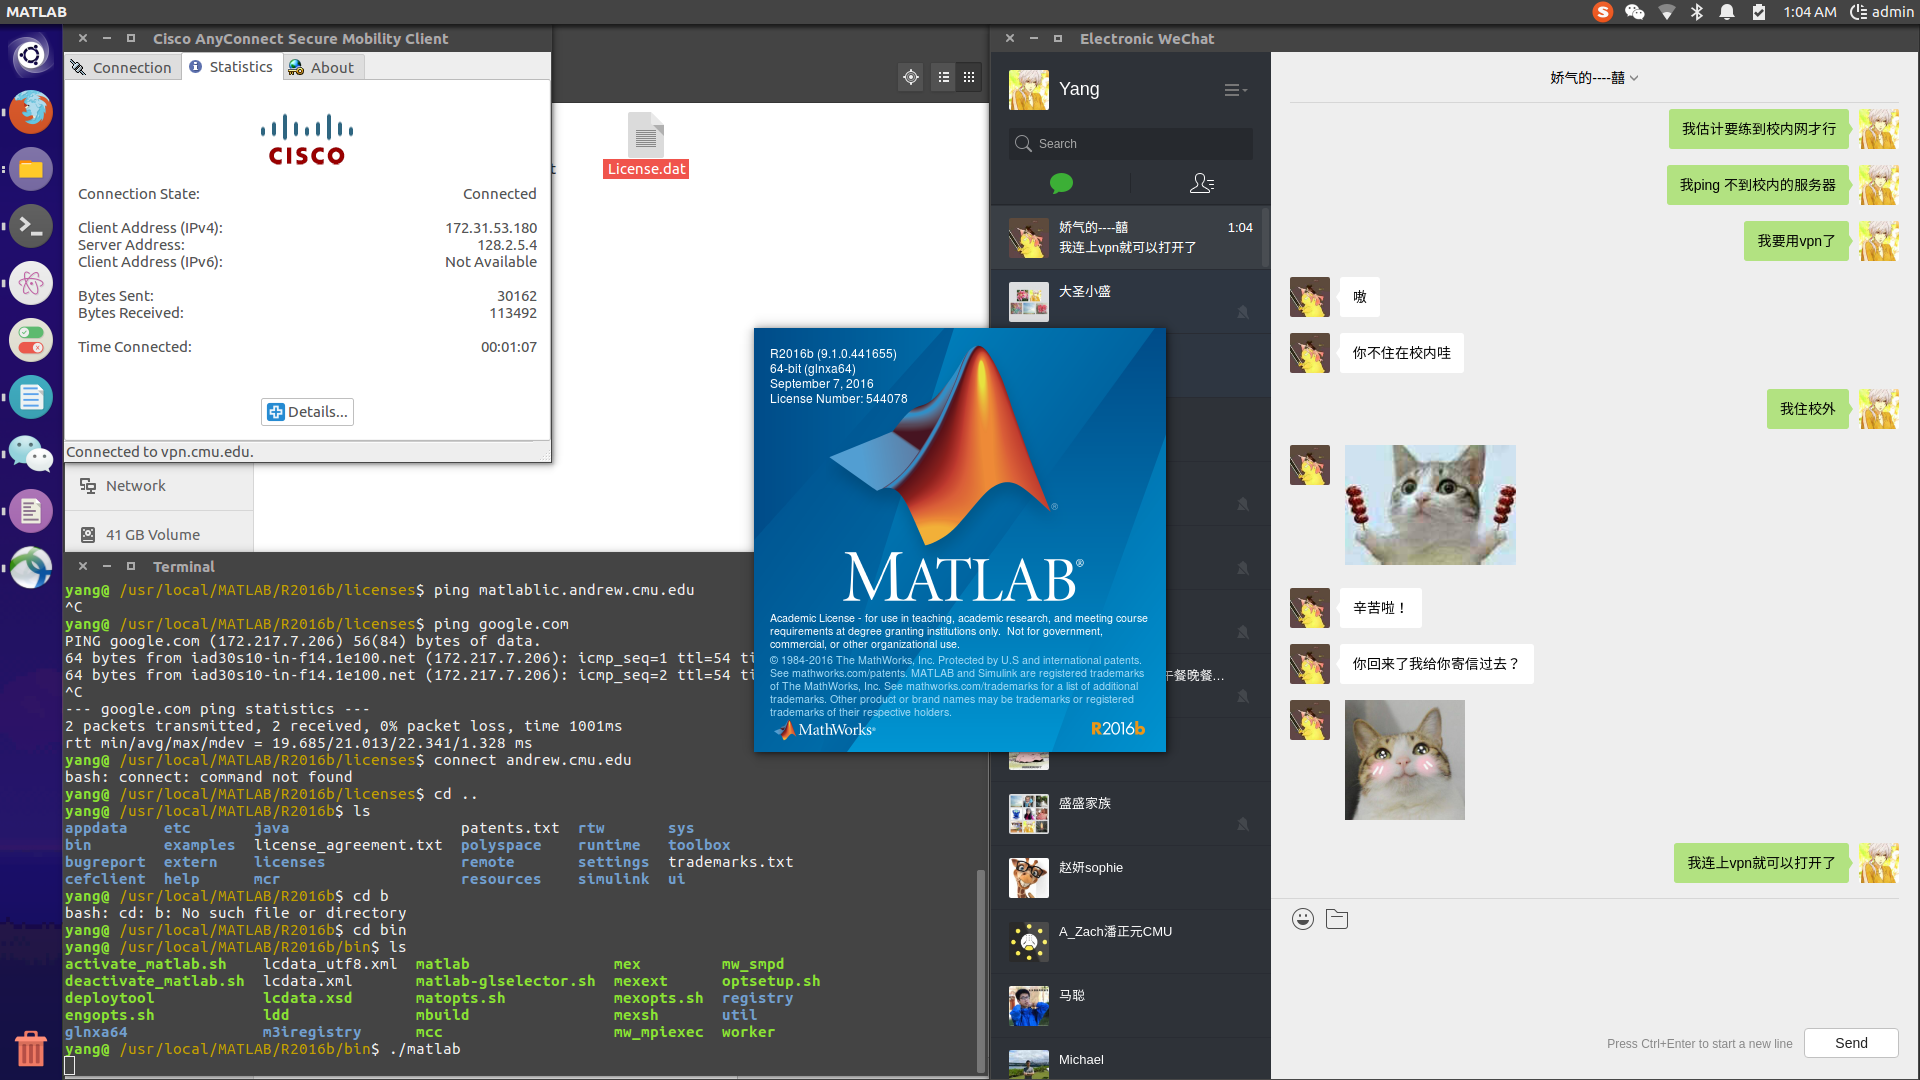 MATLAB
1:04 AM
admin
Cisco AnyConnect Secure Mobility Client
Connection
Statistics
About
CISCO
Connection State: Connected
Client Address (IPv4): 172.31.53.180
Server Address: 128.2.5.4
Client Address (IPv6): Not Available
Bytes Sent: 30162
Bytes Received: 113492
Time Connected: 00:01:07
Details...
Connected to vpn.cmu.edu.
License.dat
Network
41 GB Volume
Terminal
yang@ /usr/local/MATLAB/R2016b/licenses$ ping matlablic.andrew.cmu.edu
^C
yang@ /usr/local/MATLAB/R2016b/licenses$ ping google.com
PING google.com (172.217.7.206) 56(84) bytes of data.
64 bytes from iad30s10-in-f14.1e100.net (172.217.7.206): icmp_seq=1 ttl=54 ti
64 bytes from iad30s10-in-f14.1e100.net (172.217.7.206): icmp_seq=2 ttl=54 ti
^C
--- google.com ping statistics ---
2 packets transmitted, 2 received, 0% packet loss, time 1001ms
rtt min/avg/max/mdev = 19.685/21.013/22.341/1.328 ms
yang@ /usr/local/MATLAB/R2016b/licenses$ connect andrew.cmu.edu
bash: connect: command not found
yang@ /usr/local/MATLAB/R2016b/licenses$ cd ..
yang@ /usr/local/MATLAB/R2016b$ ls
appdata etc java patents.txt rtw sys
bin examples license_agreement.txt polyspace runtime toolbox
bugreport extern licenses remote settings trademarks.txt
cefclient help mcr resources simulink ui
yang@ /usr/local/MATLAB/R2016b$ cd b
bash: cd: b: No such file or directory
yang@ /usr/local/MATLAB/R2016b$ cd bin
yang@ /usr/local/MATLAB/R2016b/bin$ ls
activate_matlab.sh lcdata_utf8.xml matlab mex mw_smpd
deactivate_matlab.sh lcdata.xml matlab-glselector.sh mexext optsetup.sh
deploytool lcdata.xsd matopts.sh mexopts.sh registry
engopts.sh ldd mbuild mexsh util
glnxa64 m3iregistry mcc mw_mpiexec worker
yang@ /usr/local/MATLAB/R2016b/bin$ ./matlab
R2016b (9.1.0.441655)
64-bit (glnxa64)
September 7, 2016
License Number: 544078
MATLAB®
Academic License - for use in teaching, academic research, and meeting course
requirements at degree granting institutions only. Not for government,
commercial, or other organizational use.
© 1984-2016 The MathWorks, Inc. Protected by U.S and international patents.
See mathworks.com/patents. MATLAB and Simulink are registered trademarks
of The MathWorks, Inc. See mathworks.com/trademarks for a list of additional
trademarks. Other product or brand names may be trademarks or registered
trademarks of their respective holders.
MathWorks®
R2016b
Electronic WeChat
Yang
Search
娇气的----囍 1:04
我连上vpn就可以打开了
大圣小盛
午餐晚餐...
盛盛家族
赵妍sophie
A_Zach潘正元CMU
马聪
Michael
娇气的----囍
我估计要练到校内网才行
我ping 不到校内的服务器
我要用vpn了
嗷
你不住在校内哇
我住校外
辛苦啦！
你回来了我给你寄信过去？
我连上vpn就可以打开了
Press Ctrl+Enter to start a new line
Send